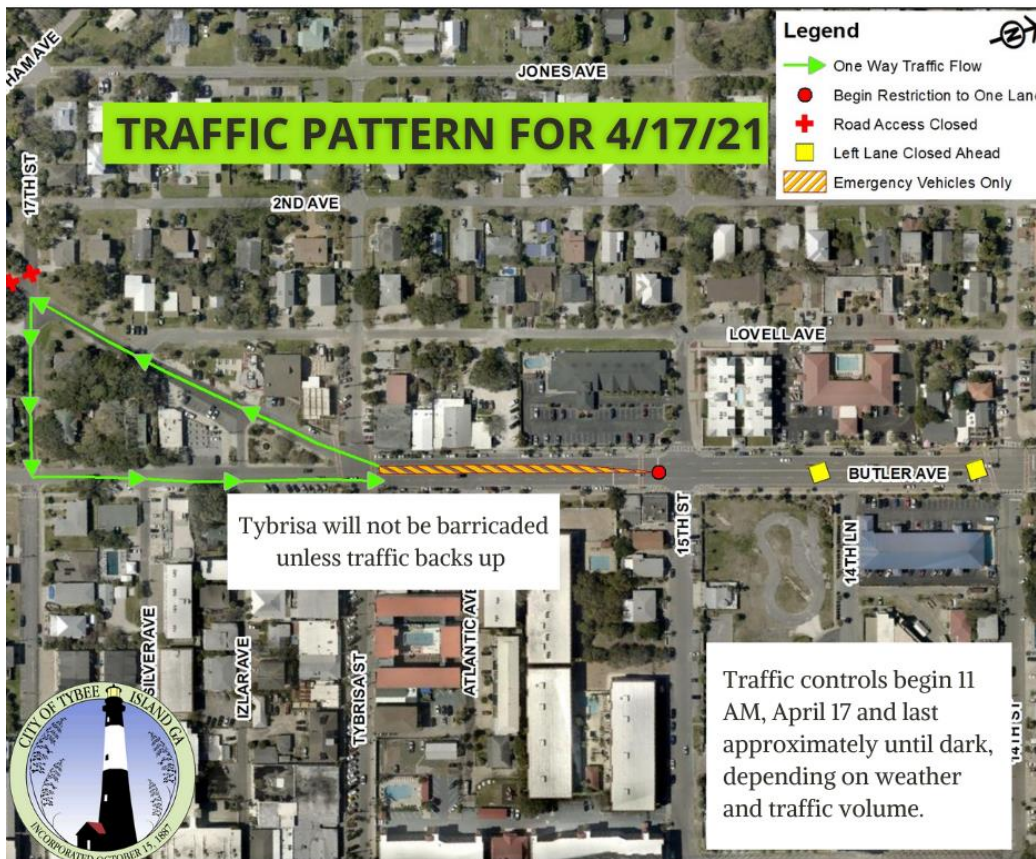 HAM AVE
JONES AVE
TRAFFIC PATTERN FOR 4/17/21
17TH ST
2ND AVE
Legend
N
One Way Traffic Flow
Begin Restriction to One Lane
Road Access Closed
Left Lane Closed Ahead
Emergency Vehicles Only
LOVELL AVE
BUTLER AVE
Tybrisa will not be barricaded
unless traffic backs up
15TH ST
14TH LN
SILVER AVE
IZLAR AVE
TYBRISA ST
ATLANTIC AVE
14TH ST
Traffic controls begin 11
AM, April 17 and last
approximately until dark,
depending on weather
and traffic volume.
CITY OF TYBEE ISLAND, GA
INCORPORATED OCTOBER 15, 1887